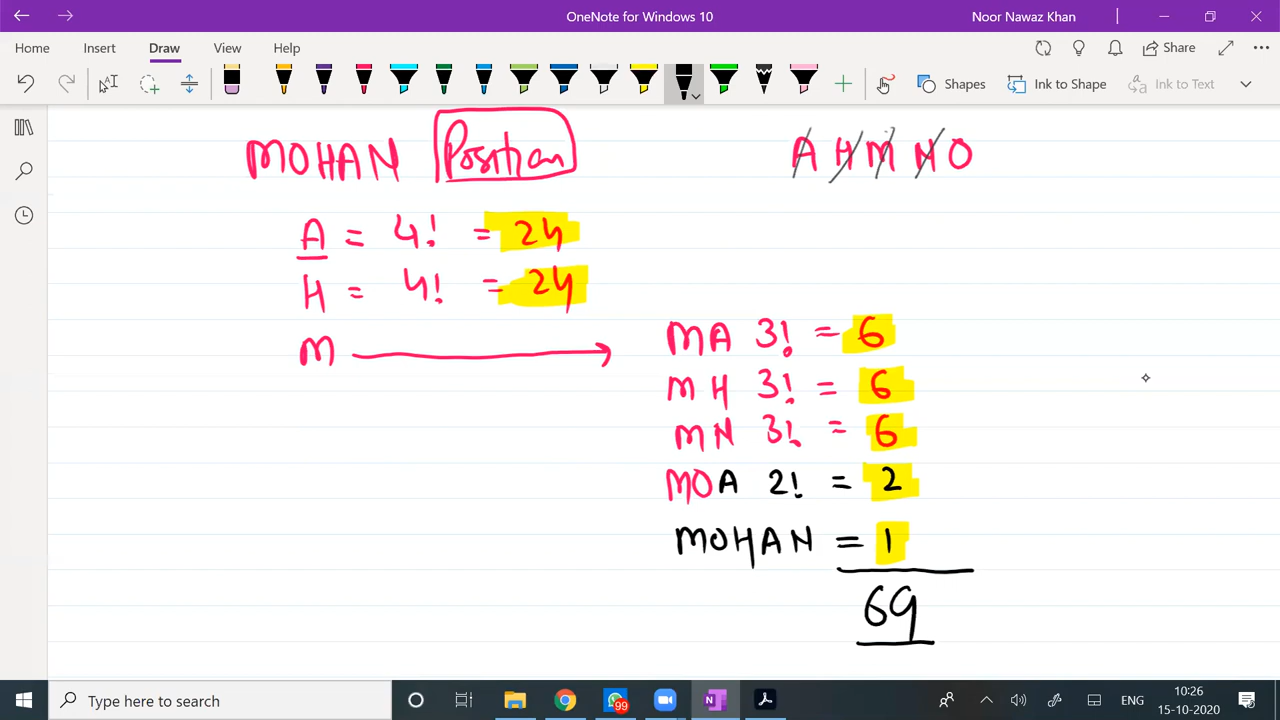 OneNote for Windows 10
Noor Nawaz Khan
Home Insert Draw View Help
Share
Shapes Ink to Shape Ink to Text
MOHAN Position
A H M N O
A = 4! = 24
H = 4! = 24
M
MA 3! = 6
MH 3! = 6
MN 3! = 6
MOA 2! = 2
MOHAN = 1
69
Type here to search
99
ENG
10:26
15-10-2020